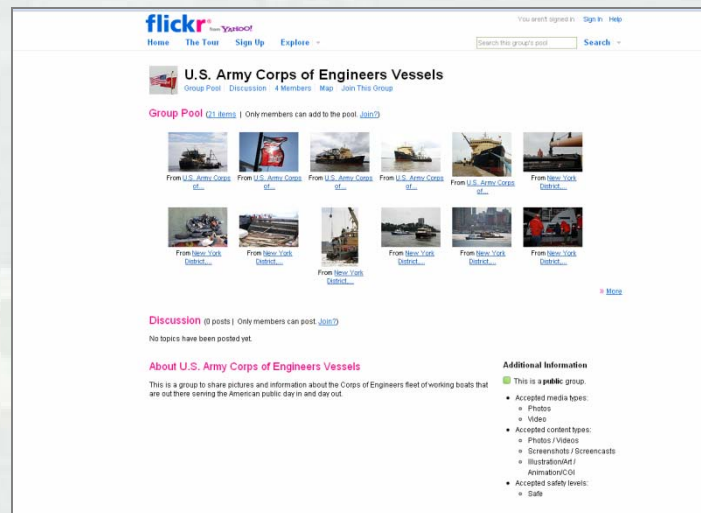 flickr from YAHOO!
You aren't signed in Sign In Help
Home The Tour Sign Up Explore
Search this group's pool Search
U.S. Army Corps of Engineers Vessels
Group Pool Discussion 4 Members Map Join This Group
Group Pool (21 items | Only members can add to the pool. Join?)
From U.S. Army Corps of... From U.S. Army Corps of... From U.S. Army Corps of... From U.S. Army Corps of... From U.S. Army Corps of... From New York District,...
From New York District,... From New York District,... From New York District,... From New York District,... From New York District,... From New York District,...
More
Discussion (0 posts | Only members can post. Join?)
No topics have been posted yet.
About U.S. Army Corps of Engineers Vessels
This is a group to share pictures and information about the Corps of Engineers fleet of working boats that
are out there serving the American public day in and day out.
Additional Information
This is a public group.
Accepted media types:
Photos
Video
Accepted content types:
Photos / Videos
Screenshots / Screencasts
Illustration/Art /
Animation/CGI
Accepted safety levels:
Safe